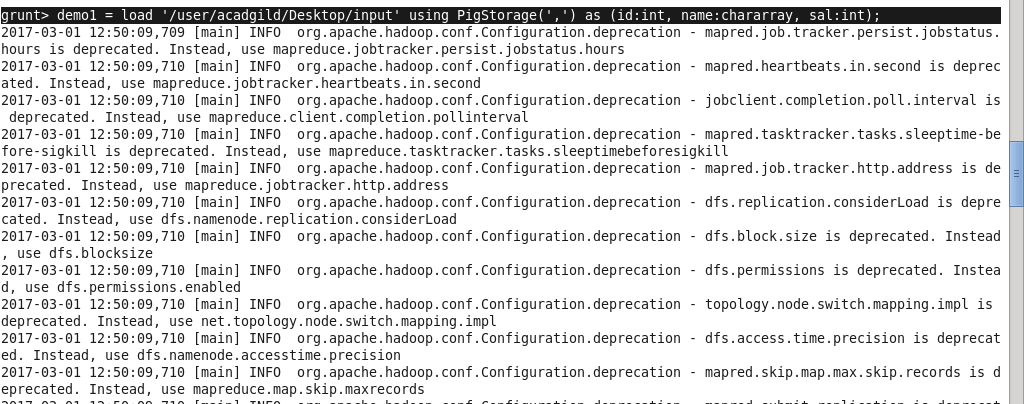 grunt> demo1 = load '/user/acadgild/Desktop/input' using PigStorage(',') as (id:int, name:chararray, sal:int);
2017-03-01 12:50:09,709 [main] INFO  org.apache.hadoop.conf.Configuration.deprecation - mapred.job.tracker.persist.jobstatus.
hours is deprecated. Instead, use mapreduce.jobtracker.persist.jobstatus.hours
2017-03-01 12:50:09,710 [main] INFO  org.apache.hadoop.conf.Configuration.deprecation - mapred.heartbeats.in.second is deprec
ated. Instead, use mapreduce.jobtracker.heartbeats.in.second
2017-03-01 12:50:09,710 [main] INFO  org.apache.hadoop.conf.Configuration.deprecation - jobclient.completion.poll.interval is
 deprecated. Instead, use mapreduce.client.completion.pollinterval
2017-03-01 12:50:09,710 [main] INFO  org.apache.hadoop.conf.Configuration.deprecation - mapred.tasktracker.tasks.sleeptime-be
fore-sigkill is deprecated. Instead, use mapreduce.tasktracker.tasks.sleeptimebeforesigkill
2017-03-01 12:50:09,710 [main] INFO  org.apache.hadoop.conf.Configuration.deprecation - mapred.job.tracker.http.address is de
precated. Instead, use mapreduce.jobtracker.http.address
2017-03-01 12:50:09,710 [main] INFO  org.apache.hadoop.conf.Configuration.deprecation - dfs.replication.considerLoad is depre
cated. Instead, use dfs.namenode.replication.considerLoad
2017-03-01 12:50:09,710 [main] INFO  org.apache.hadoop.conf.Configuration.deprecation - dfs.block.size is deprecated. Instead
, use dfs.blocksize
2017-03-01 12:50:09,710 [main] INFO  org.apache.hadoop.conf.Configuration.deprecation - dfs.permissions is deprecated. Instea
d, use dfs.permissions.enabled
2017-03-01 12:50:09,710 [main] INFO  org.apache.hadoop.conf.Configuration.deprecation - topology.node.switch.mapping.impl is
deprecated. Instead, use net.topology.node.switch.mapping.impl
2017-03-01 12:50:09,710 [main] INFO  org.apache.hadoop.conf.Configuration.deprecation - dfs.access.time.precision is deprecat
ed. Instead, use dfs.namenode.accesstime.precision
2017-03-01 12:50:09,710 [main] INFO  org.apache.hadoop.conf.Configuration.deprecation - mapred.skip.map.max.skip.records is d
eprecated. Instead, use mapreduce.map.skip.maxrecords